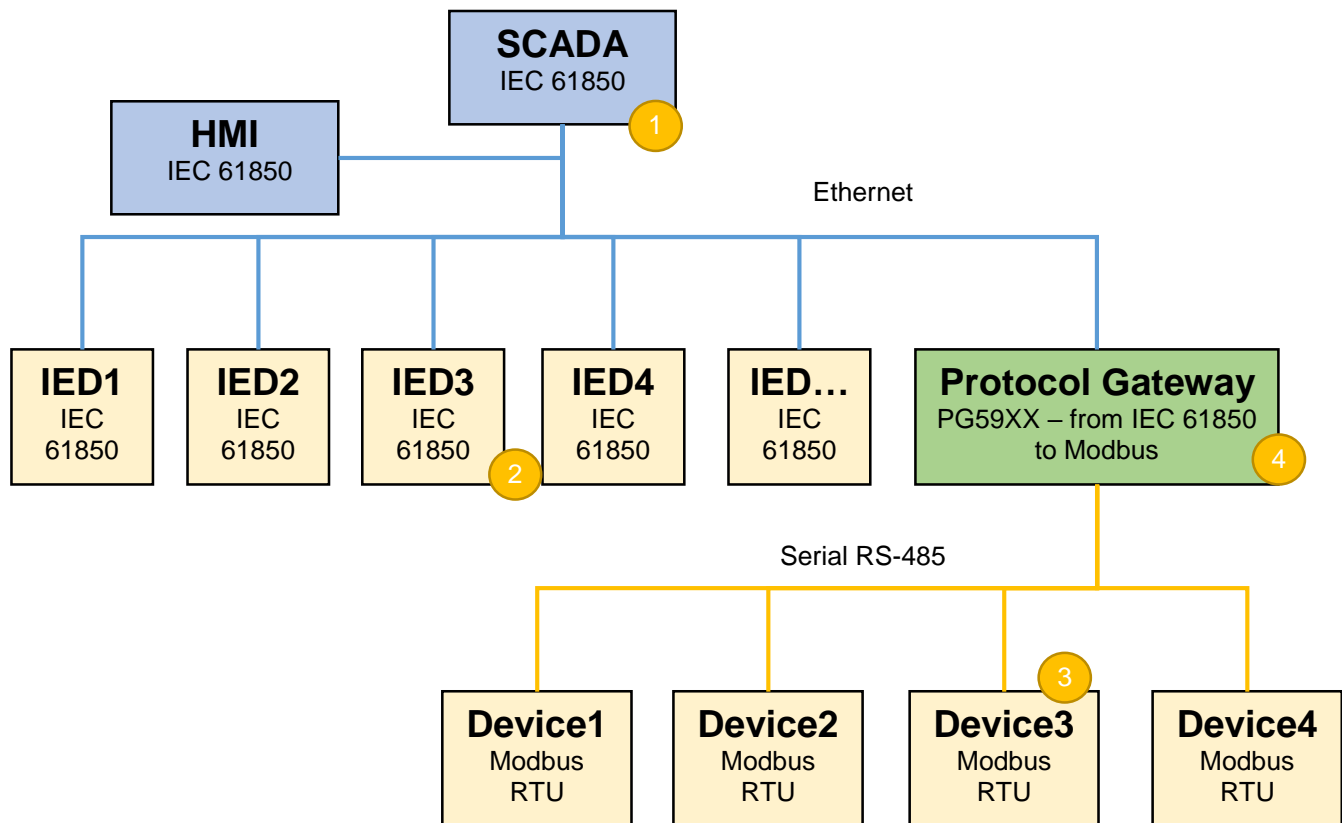 SCADA
IEC 61850
1
HMI
IEC 61850
Ethernet
IED1
IEC
61850
IED2
IEC
61850
IED3
IEC
61850
2
IED4
IEC
61850
IED...
IEC
61850
Protocol Gateway
PG59XX – from IEC 61850
to Modbus
4
Serial RS-485
3
Device1
Modbus
RTU
Device2
Modbus
RTU
Device3
Modbus
RTU
Device4
Modbus
RTU